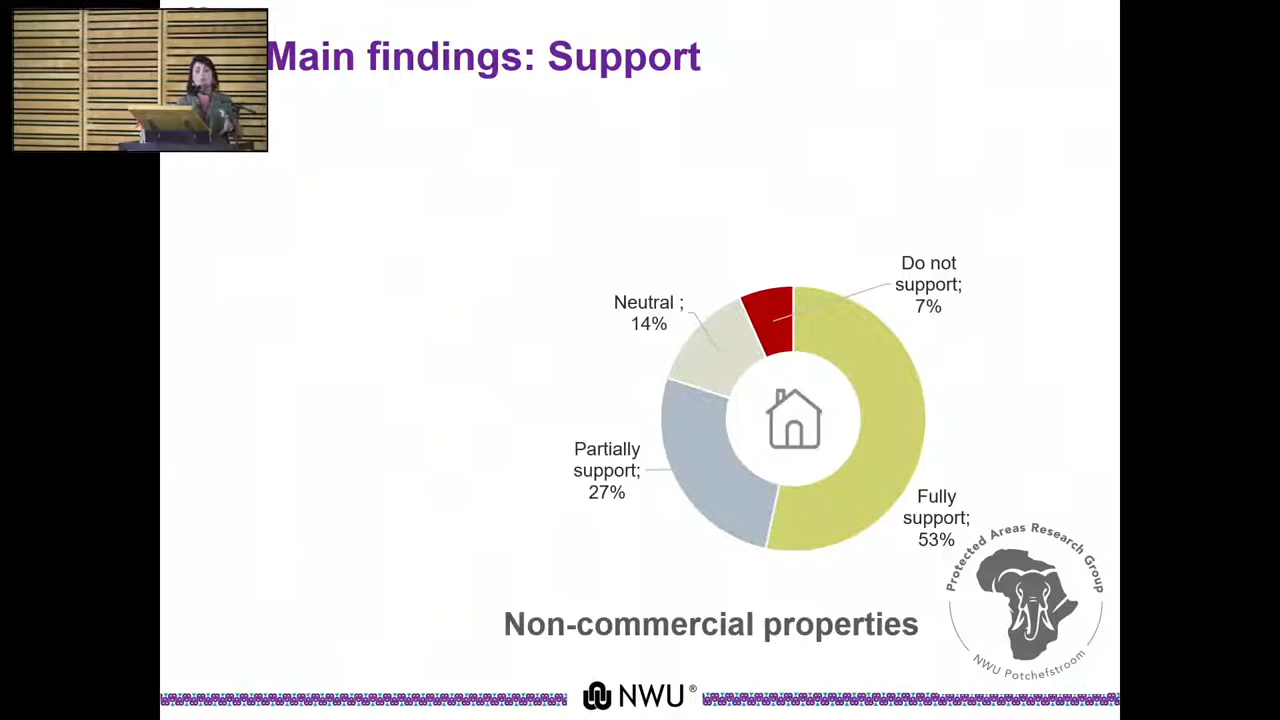 Main findings: Support
Do not
support;
7%
Neutral ;
14%
Partially
support;
27%
Fully
support;
53%
Non-commercial properties
Protected Areas Research Group
NWU Potchefstroom
NWU®